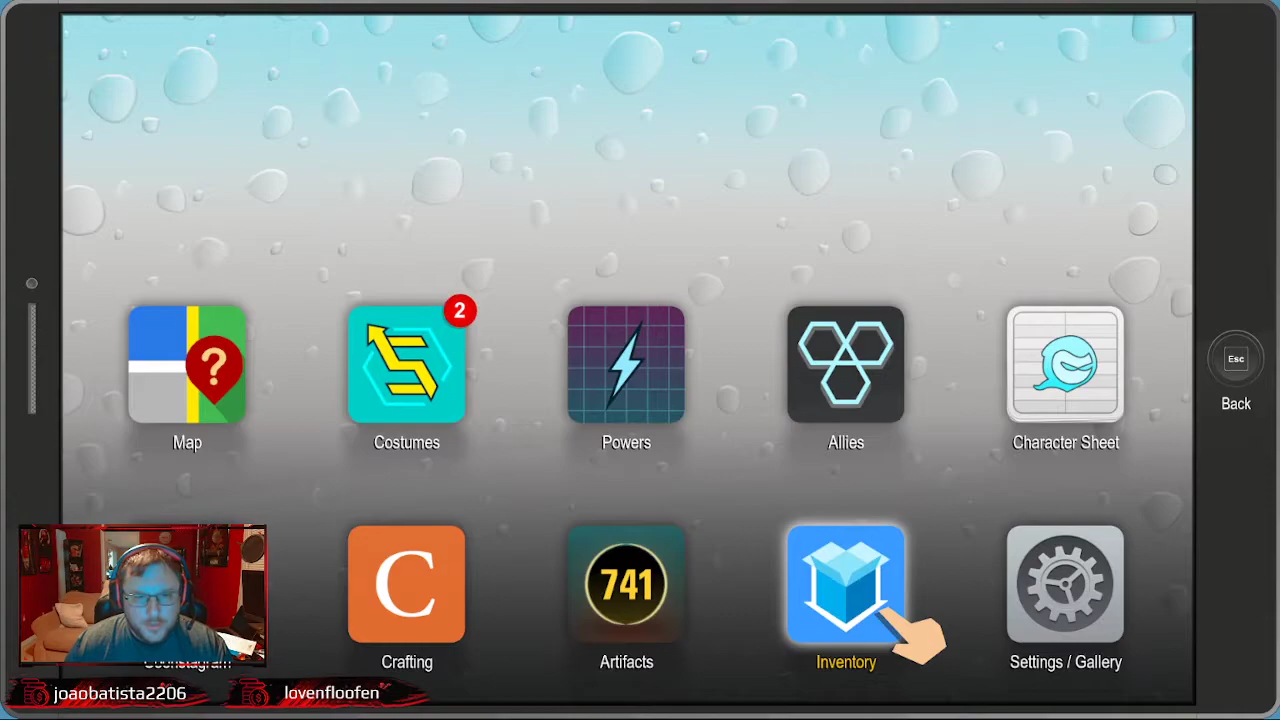 2
?
Map
Costumes
Powers
Allies
Character Sheet
Esc
Back
C
741
Crafting
Artifacts
Inventory
Settings / Gallery
joaobatista2206
lovenfloofen